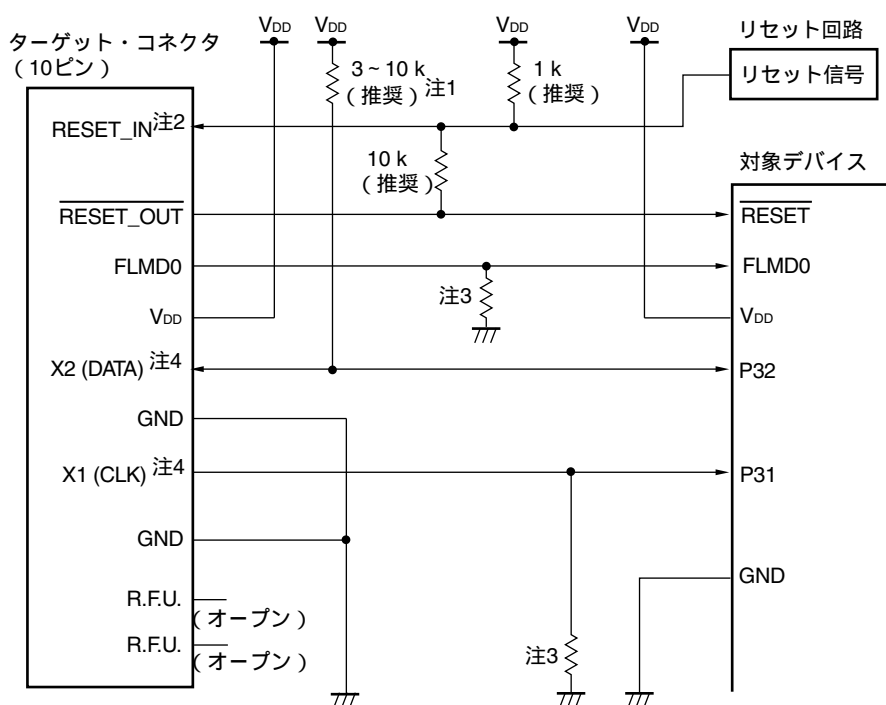 VDD VDD VDD VDD
ターゲット・コネクタ
（10ピン）
リセット回路
リセット信号
3～10 k
（推奨）注1
1 k
（推奨）
RESET_IN注2
10 k
（推奨）
対象デバイス
RESET_OUT
RESET
FLMD0
FLMD0
注3
VDD
VDD
X2 (DATA) 注4
P32
GND
X1 (CLK) 注4
P31
GND
GND
R.F.U.
（オープン）
R.F.U.
（オープン）
注3